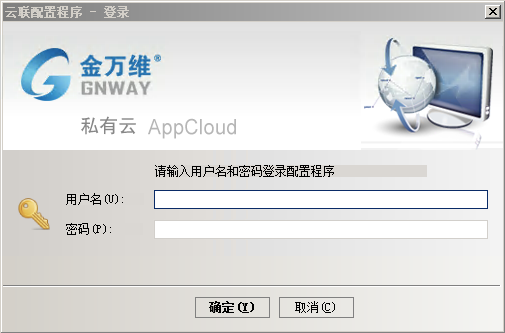 云联配置程序 - 登录
金万维®
GNWAY
私有云 AppCloud
请输入用户名和密码登录配置程序
用户名(U):
密码(P):
确定(Y) 取消(C)